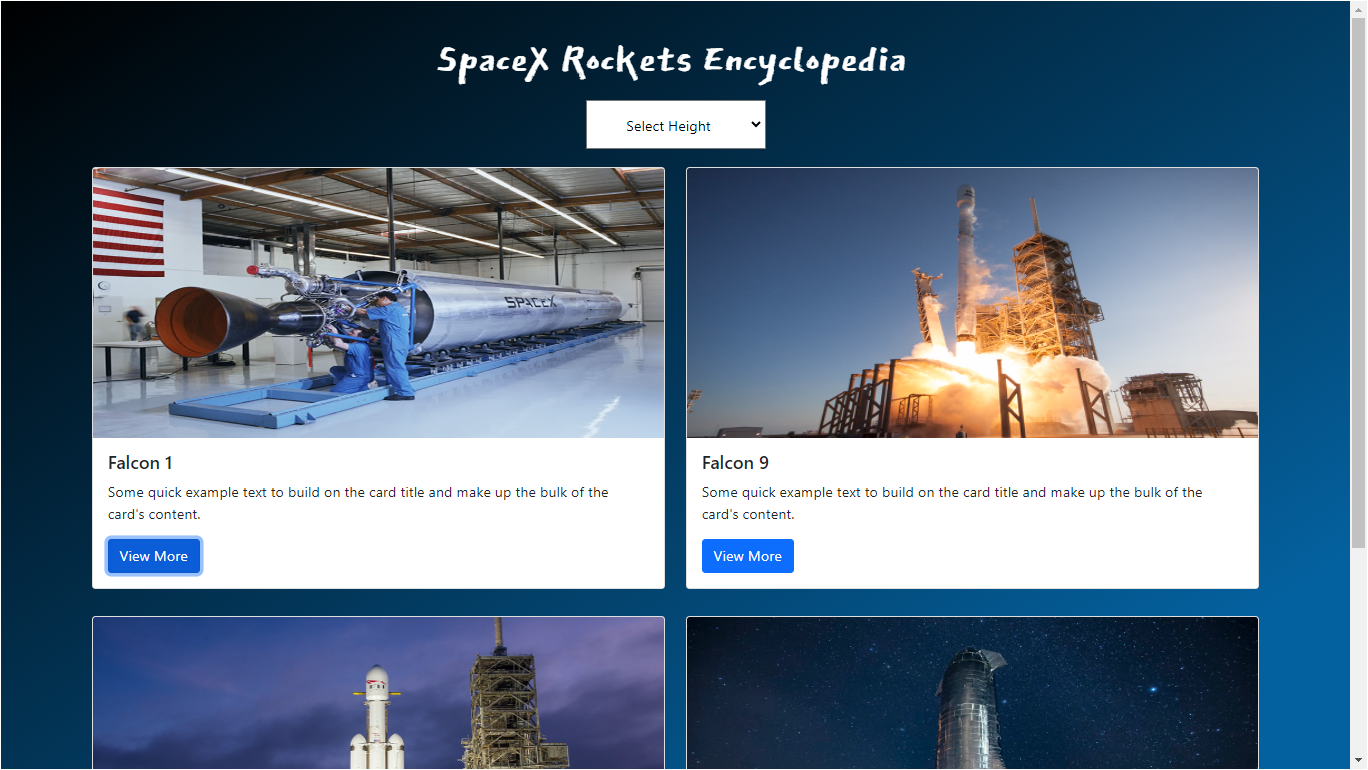 SpaceX Rockets Encyclopedia
Select Height
SPACEX
Falcon 1
Some quick example text to build on the card title and make up the bulk of the
card's content.
View More
Falcon 9
Some quick example text to build on the card title and make up the bulk of the
card's content.
View More